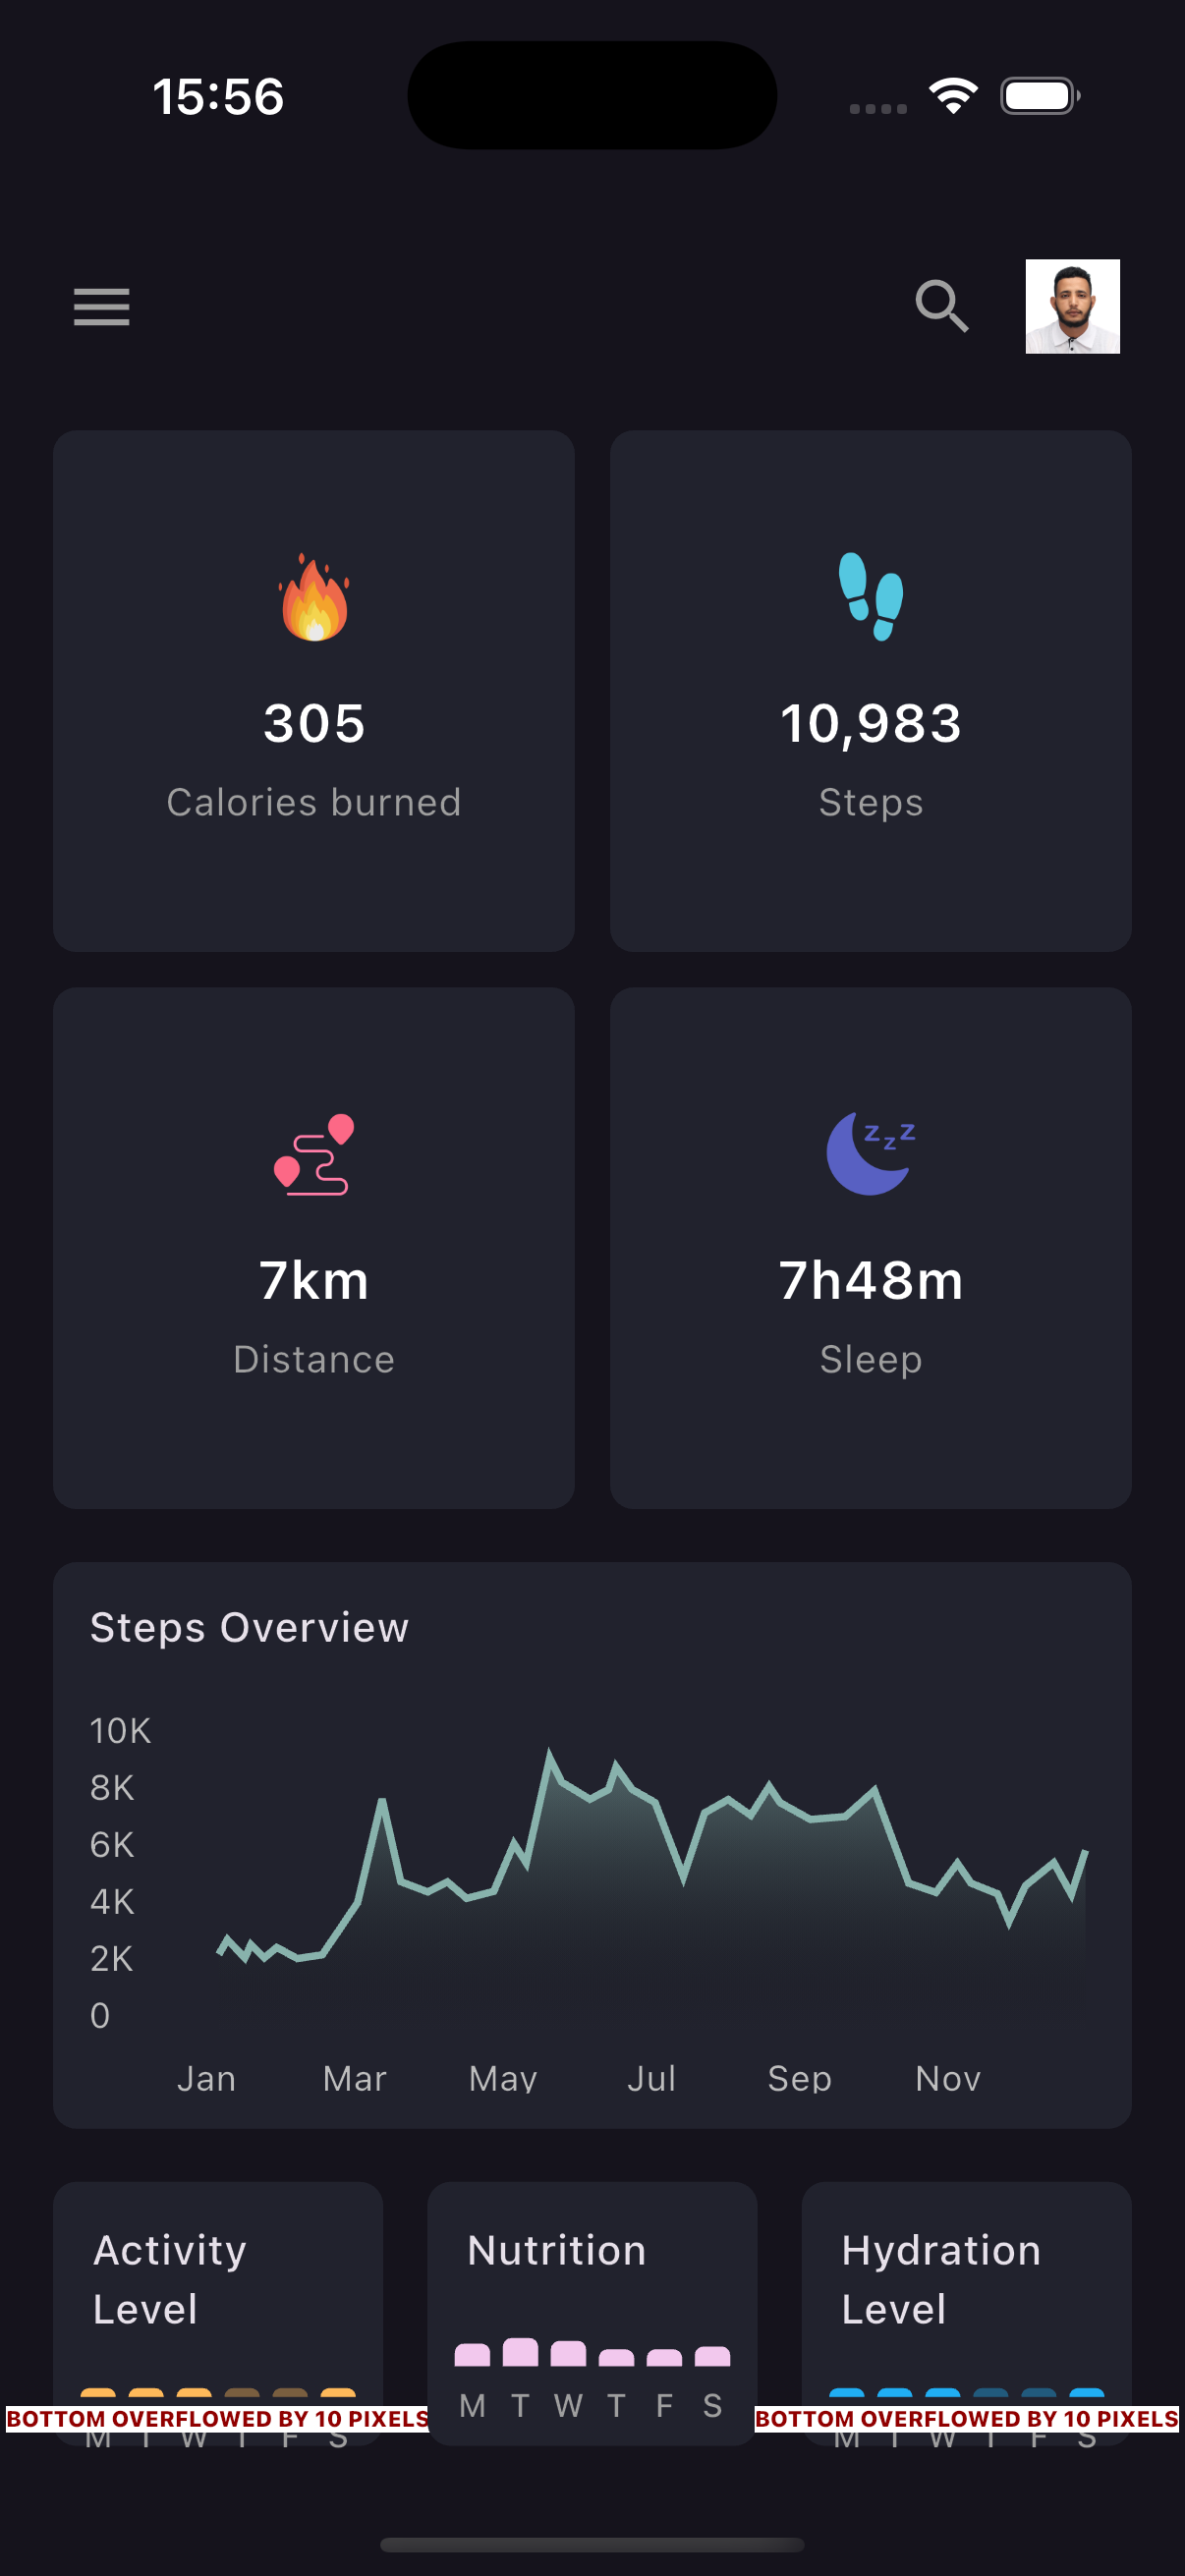 15:56
305
Calories burned
10,983
Steps
zzz
7km
Distance
7h48m
Sleep
Steps Overview
10K
8K
6K
4K
2K
0
Jan Mar May Jul Sep Nov
Activity
Level
M T W T F S
BOTTOM OVERFLOWED BY 10 PIXELS
Nutrition
M T W T F S
Hydration
Level
M T W T F S
BOTTOM OVERFLOWED BY 10 PIXELS